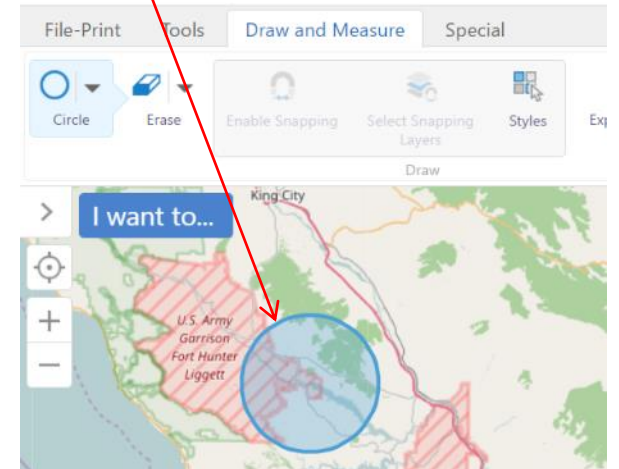 File-Print Tools Draw and Measure Special
Circle Erase Enable Snapping Select Snapping Styles
Layers
Draw
I want to...
King City
U.S. Army
Garrison
Fort Hunter
Liggett